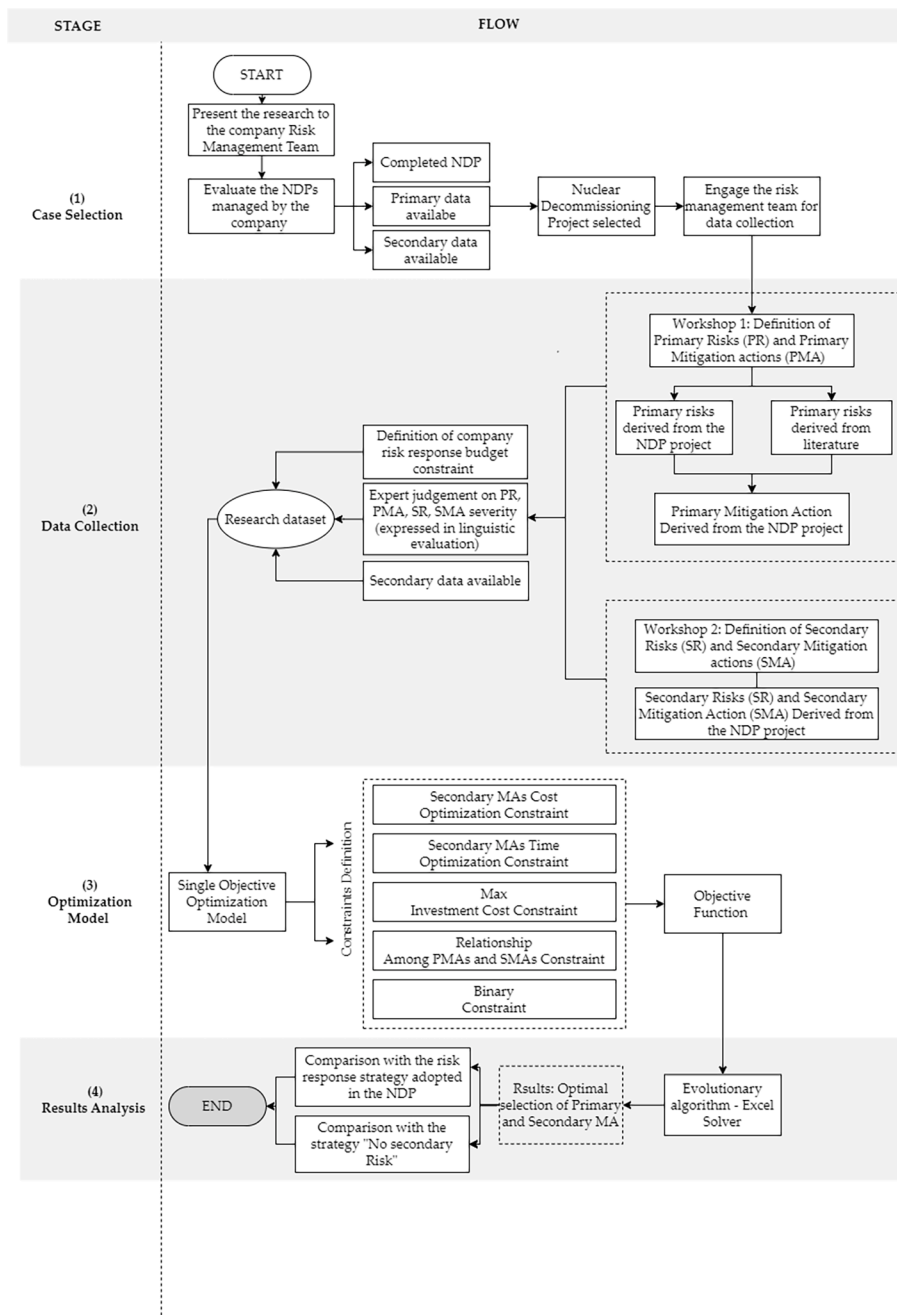 STAGE
FLOW
(1)
Case Selection
START
Present the research to
the company Risk
Management Team
Evaluate the NDPs
managed by the
company
Completed NDP
Primary data
availabe
Secondary data
available
Nuclear
Decommissioning
Project selected
Engage the risk
management team for
data collection
(2)
Data Collection
Workshop 1: Definition of
Primary Risks (PR) and Primary
Mitigation actions (PMA)
Primary risks
derived from the
NDP project
Primary risks
derived from
literature
Primary Mitigation Action
Derived from the NDP project
Definition of company
risk response budget
constraint
Expert judgement on PR,
PMA, SR, SMA severity
(expressed in linguistic
evaluation)
Secondary data available
Research dataset
Workshop 2: Definition of Secondary
Risks (SR) and Secondary Mitigation
actions (SMA)
Secondary Risks (SR) and Secondary
Mitigation Action (SMA) Derived from
the NDP project
(3)
Optimization
Model
Single Objective
Optimization
Model
Constraints Definition
Secondary MAs Cost
Optimization Constraint
Secondary MAs Time
Optimization Constraint
Max
Investment Cost Constraint
Relationship
Among PMAs and SMAs Constraint
Binary
Constraint
Objective
Function
(4)
Results Analysis
Evolutionary
algorithm - Excel
Solver
Rsults: Optimal
selection of Primary
and Secondary MA
Comparison with the risk
response strategy adopted
in the NDP
Comparison with the
strategy "No secondary
Risk"
END